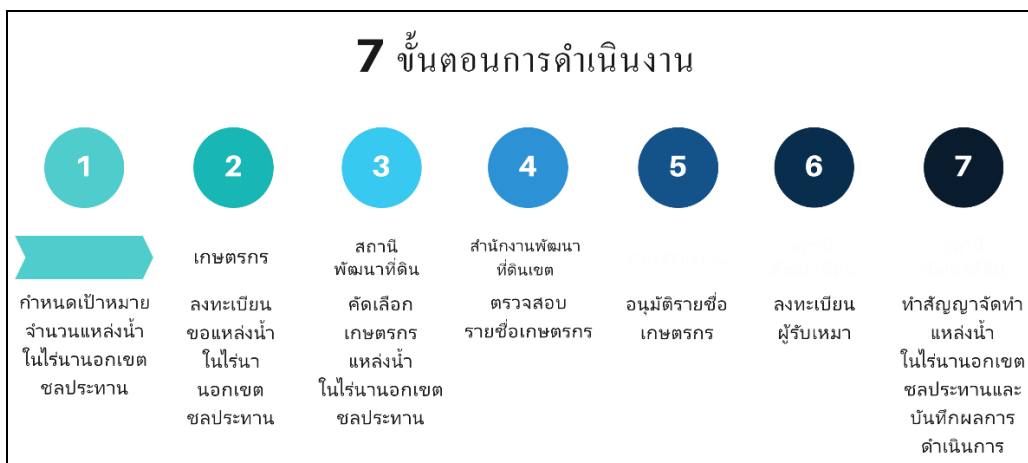 7 ขั้นตอนการดำเนินงาน
1
2
3
4
5
6
7
เกษตรกร
สถานี
พัฒนาที่ดิน
สำนักงานพัฒนา
ที่ดินเขต
กำหนดเป้าหมาย
จำนวนแหล่งน้ำ
ในไร่นานอกเขต
ชลประทาน
ลงทะเบียน
ขอแหล่งน้ำ
ในไร่นา
นอกเขต
ชลประทาน
คัดเลือก
เกษตรกร
แหล่งน้ำ
ในไร่นานอกเขต
ชลประทาน
ตรวจสอบ
รายชื่อเกษตรกร
อนุมัติรายชื่อ
เกษตรกร
ลงทะเบียน
ผู้รับเหมา
ทำสัญญาจัดทำ
แหล่งน้ำ
ในไร่นานอกเขต
ชลประทานและ
บันทึกผลการ
ดำเนินการ